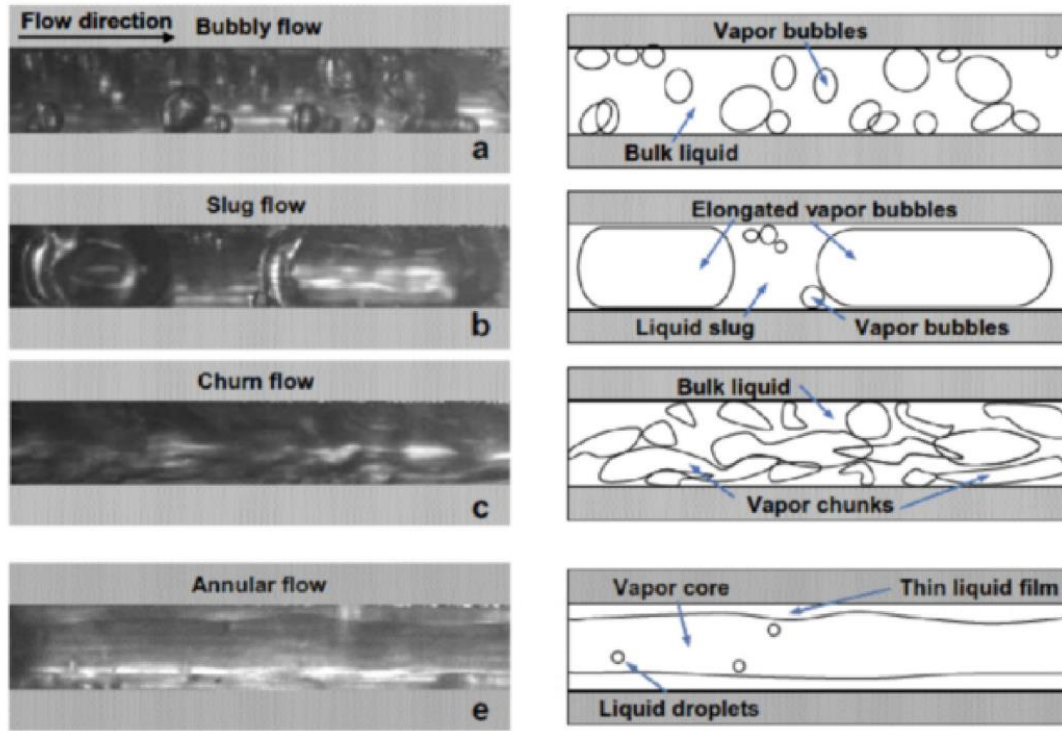 Flow direction
Bubbly flow
a
Vapor bubbles
Bulk liquid
Slug flow
b
Elongated vapor bubbles
Liquid slug
Vapor bubbles
Churn flow
c
Bulk liquid
Vapor chunks
Annular flow
e
Vapor core
Thin liquid film
Liquid droplets